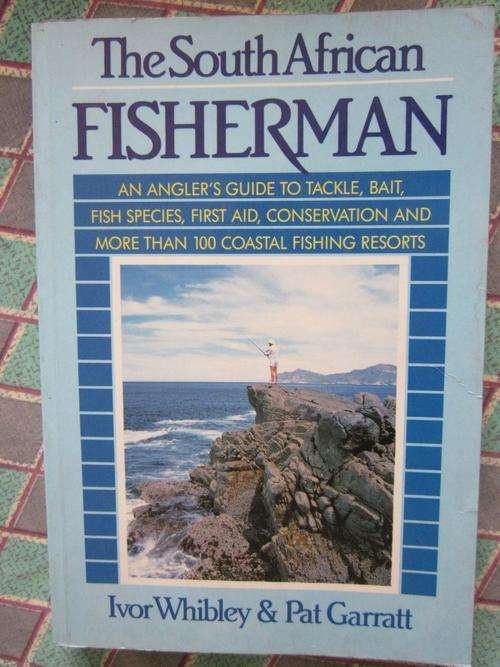 The South African
FISHERMAN
AN ANGLER'S GUIDE TO TACKLE, BAIT,
FISH SPECIES, FIRST AID, CONSERVATION AND
MORE THAN 100 COASTAL FISHING RESORTS
Ivor Whibley & Pat Garratt